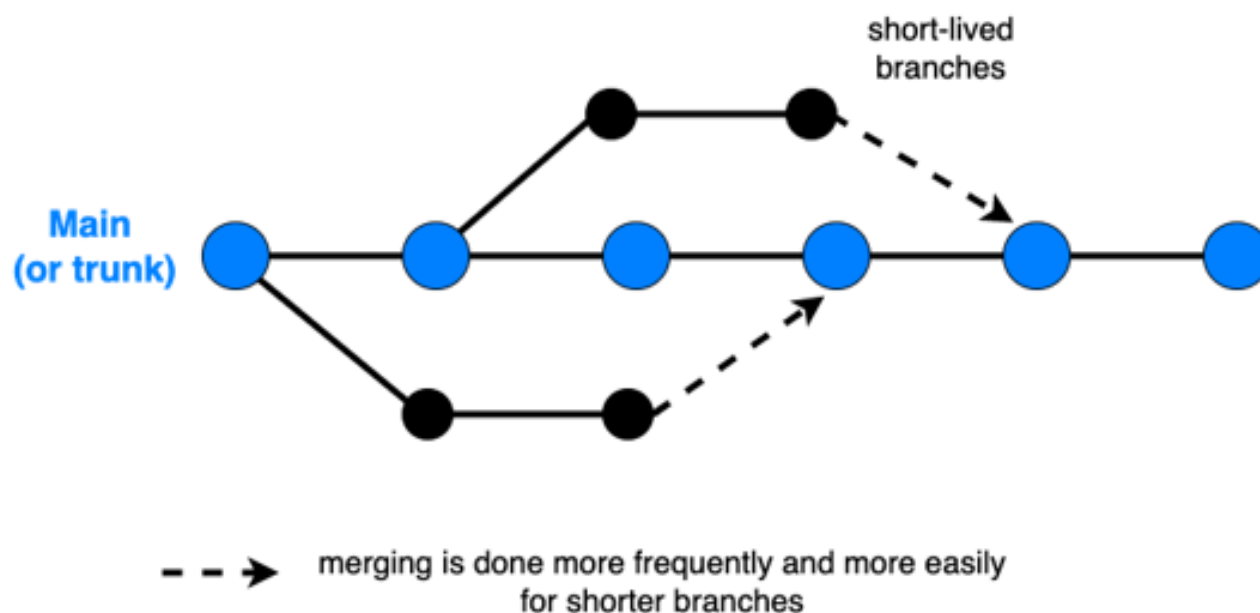 short-lived
branches
Main
(or trunk)
merging is done more frequently and more easily
for shorter branches